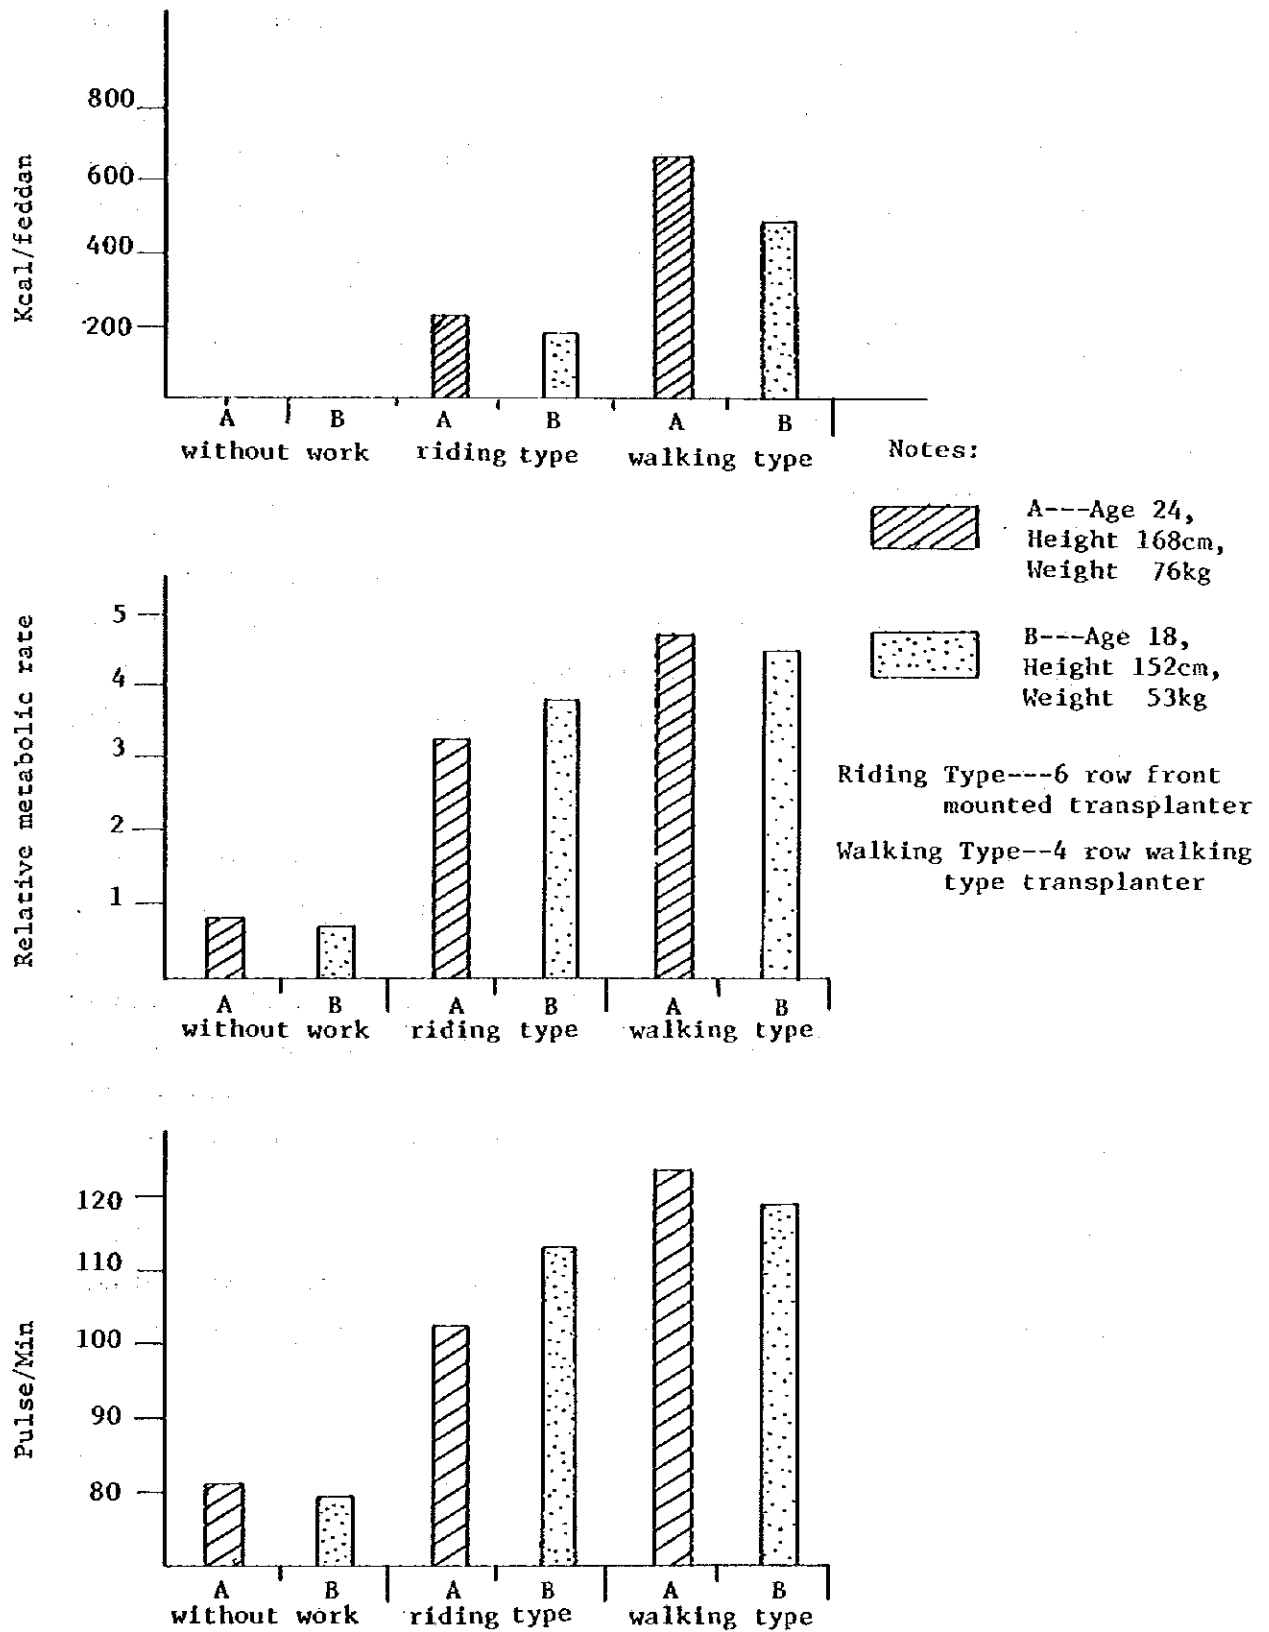 Kcal/feddan
800
600
400
200
A B A B A B
without work riding type walking type
Notes:
A---Age 24,
Height 168cm,
Weight 76kg
B---Age 18,
Height 152cm,
Weight 53kg
Riding Type---6 row front
mounted transplanter
Walking Type--4 row walking
type transplanter
Relative metabolic rate
5
4
3
2
1
A B A B A B
without work riding type walking type
Pulse/Min
120
110
100
90
80
A B A B A B
without work riding type walking type